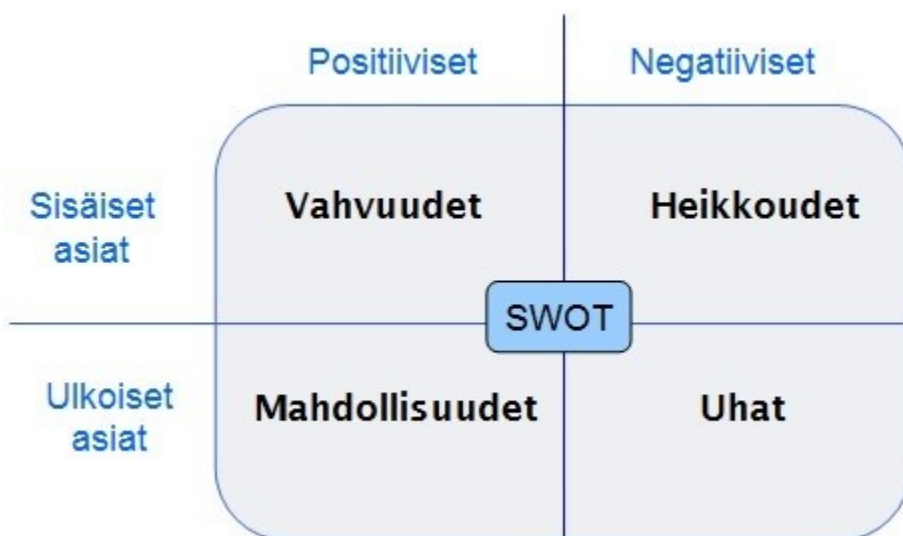 Positiiviset
Negatiiviset
Sisäiset
asiat
Vahvuudet
Heikkoudet
SWOT
Ulkoiset
asiat
Mahdollisuudet
Uhat